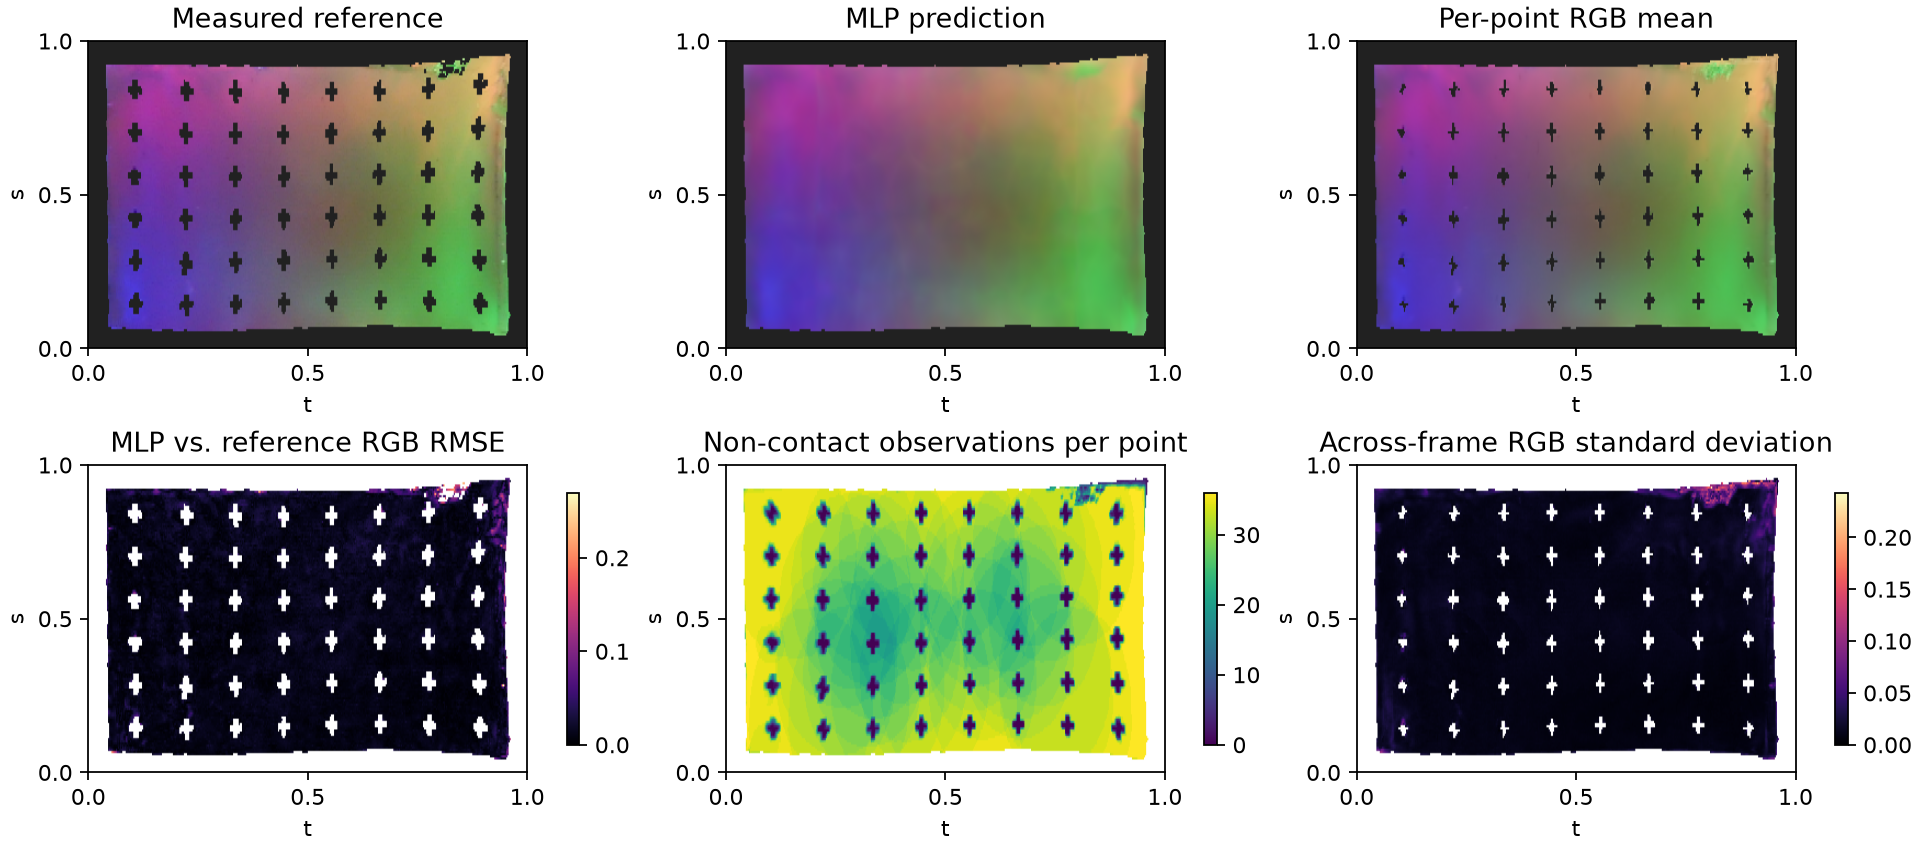 Measured reference
MLP prediction
Per-point RGB mean
1.0
0.5
0.0
s
0.0 0.5 1.0
t
1.0
0.5
0.0
s
0.0 0.5 1.0
t
1.0
0.5
0.0
s
0.0 0.5 1.0
t
MLP vs. reference RGB RMSE
Non-contact observations per point
Across-frame RGB standard deviation
1.0
0.5
0.0
s
0.0 0.5 1.0
t
0.2
0.1
0.0
1.0
0.5
0.0
s
0.0 0.5 1.0
t
30
20
10
0
1.0
0.5
0.0
s
0.0 0.5 1.0
t
0.20
0.15
0.10
0.05
0.00